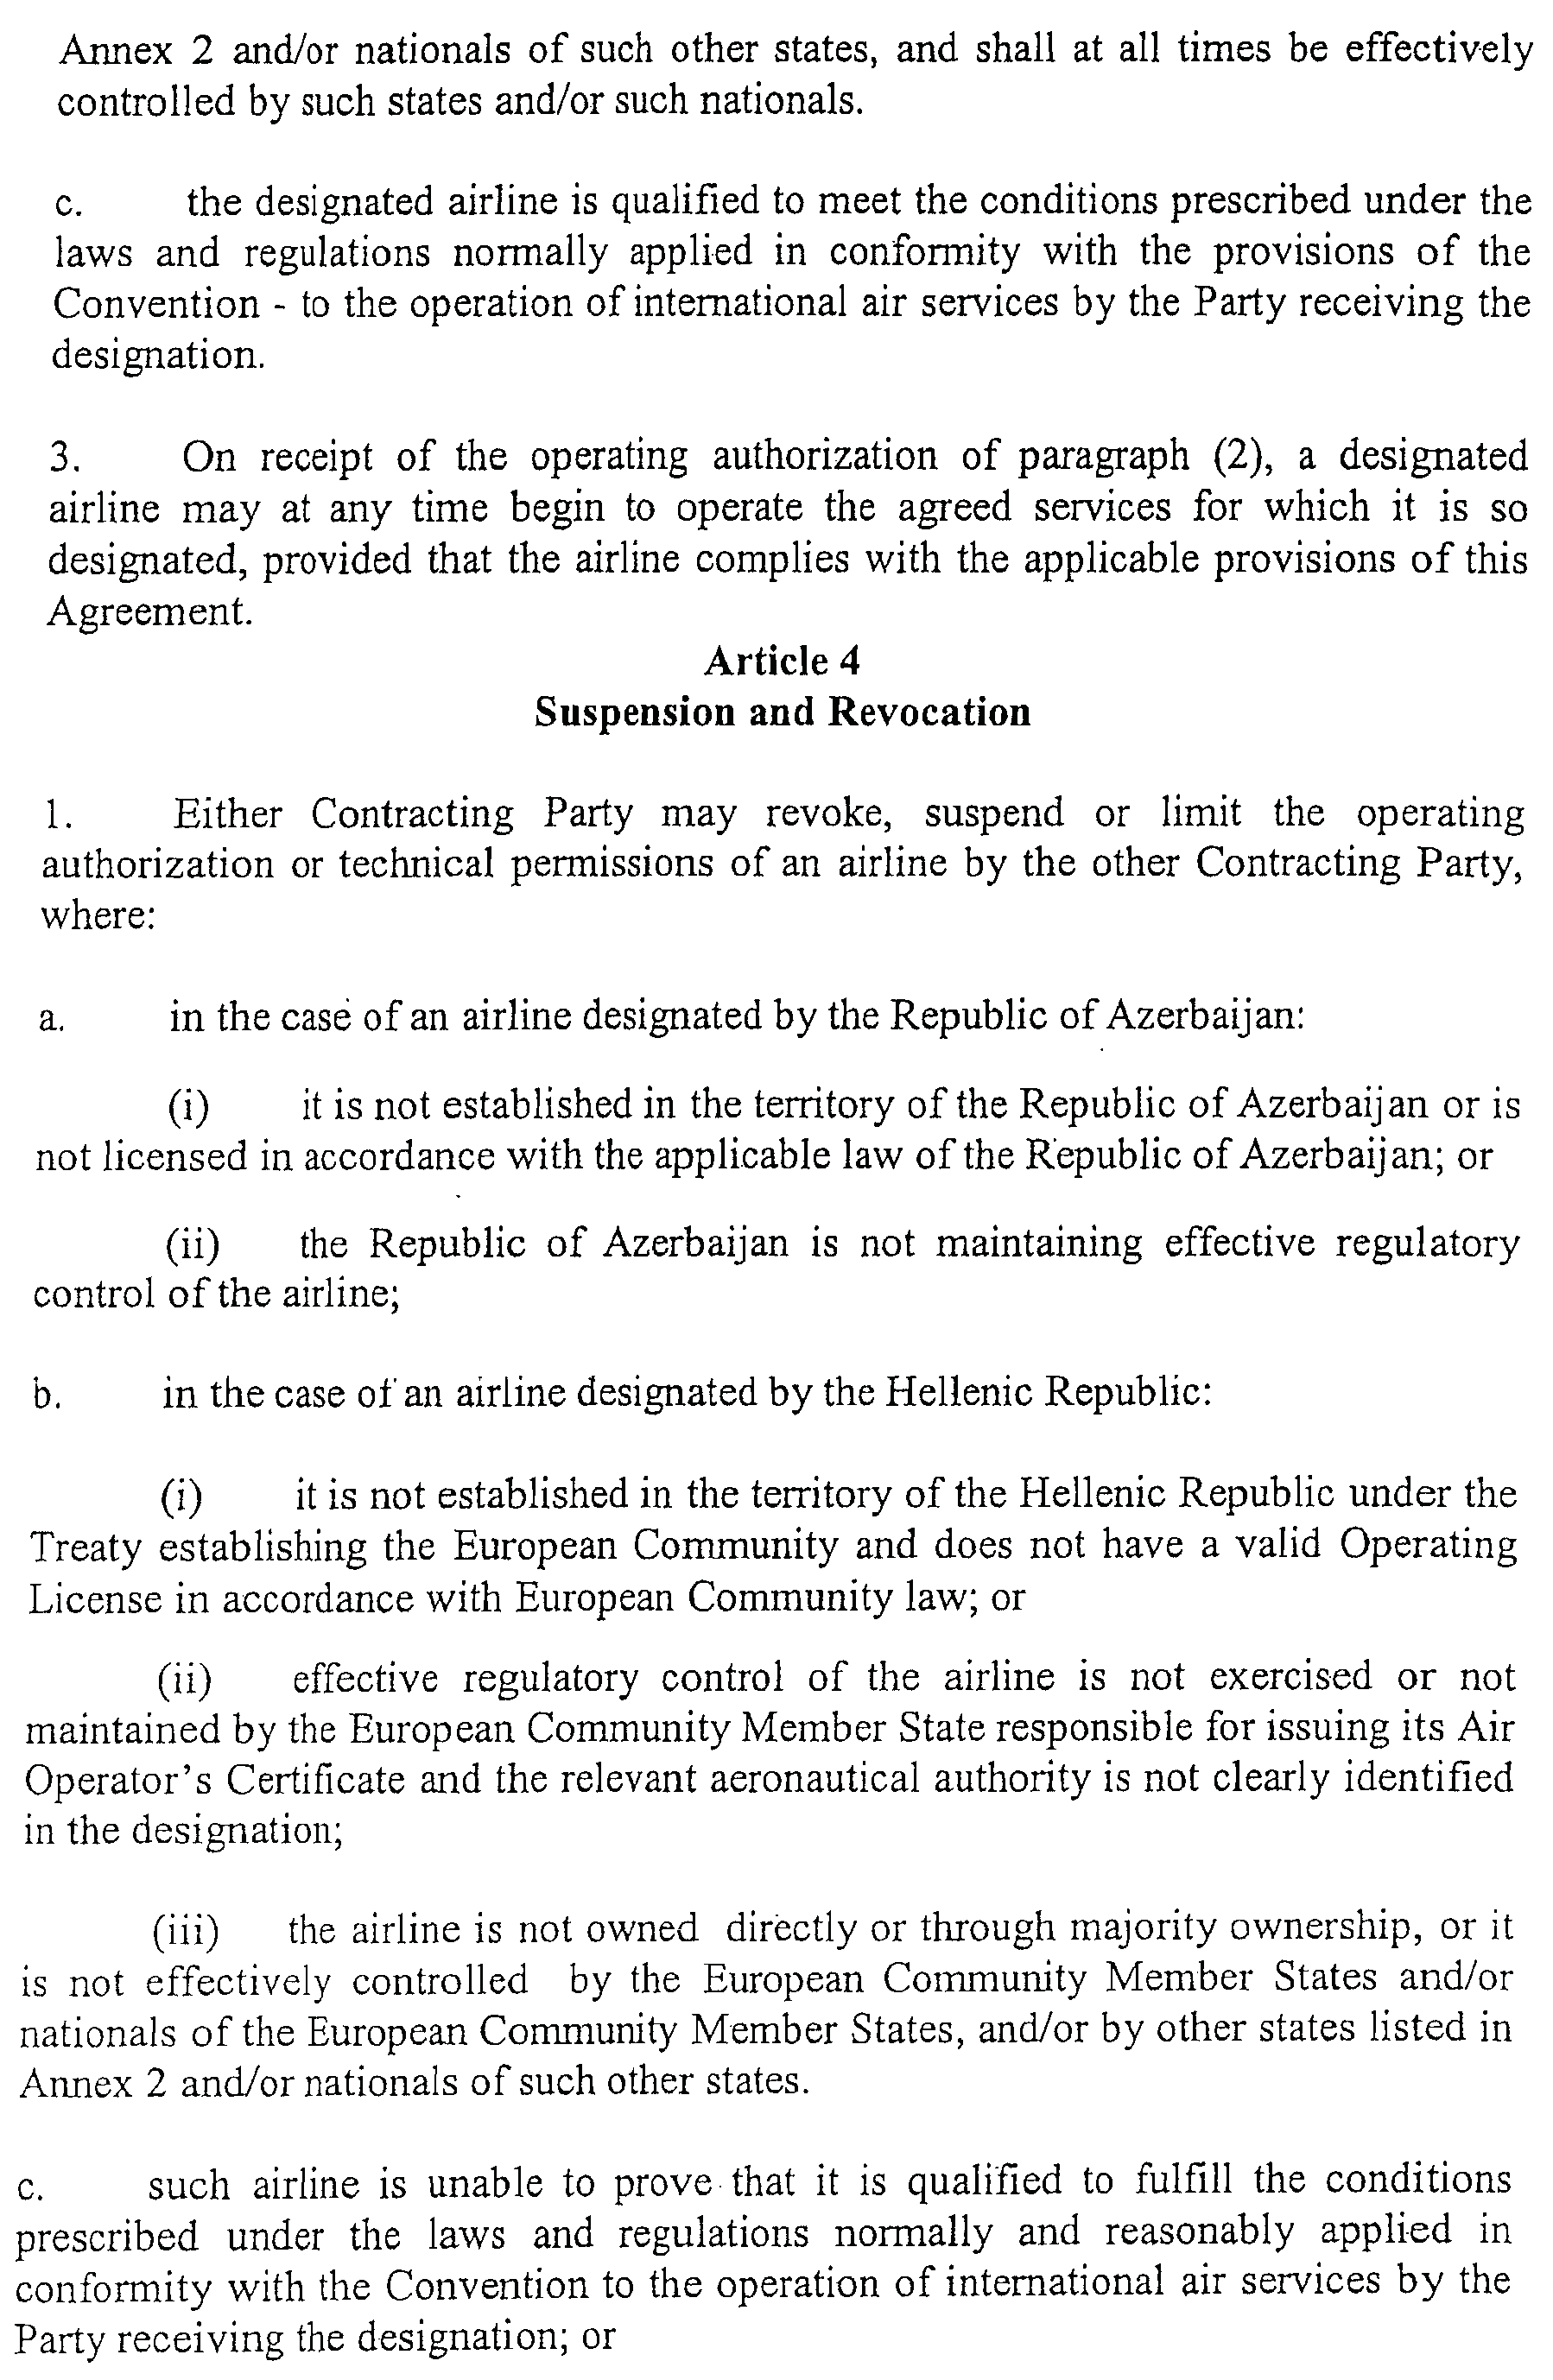 Annex 2 and/or nationals of such other states, and shall at all times be effectively
controlled by such states and/or such nationals.
c. the designated airline is qualified to meet the conditions prescribed under the
laws and regulations normally applied in conformity with the provisions of the
Convention - to the operation of international air services by the Party receiving the
designation.
3. On receipt of the operating authorization of paragraph (2), a designated
airline may at any time begin to operate the agreed services for which it is so
designated, provided that the airline complies with the applicable provisions of this
Agreement.
Article 4
Suspension and Revocation
1. Either Contracting Party may revoke, suspend or limit the operating
authorization or technical permissions of an airline by the other Contracting Party,
where:
a. in the case of an airline designated by the Republic of Azerbaijan:
(i) it is not established in the territory of the Republic of Azerbaijan or is
not licensed in accordance with the applicable law of the Republic of Azerbaijan; or
(ii) the Republic of Azerbaijan is not maintaining effective regulatory
control of the airline;
b. in the case of an airline designated by the Hellenic Republic:
(i) it is not established in the territory of the Hellenic Republic under the
Treaty establishing the European Community and does not have a valid Operating
License in accordance with European Community law; or
(ii) effective regulatory control of the airline is not exercised or not
maintained by the European Community Member State responsible for issuing its Air
Operator's Certificate and the relevant aeronautical authority is not clearly identified
in the designation;
(iii) the airline is not owned directly or through majority ownership, or it
is not effectively controlled by the European Community Member States and/or
nationals of the European Community Member States, and/or by other states listed in
Annex 2 and/or nationals of such other states.
c. such airline is unable to prove that it is qualified to fulfill the conditions
prescribed under the laws and regulations normally and reasonably applied in
conformity with the Convention to the operation of international air services by the
Party receiving the designation; or